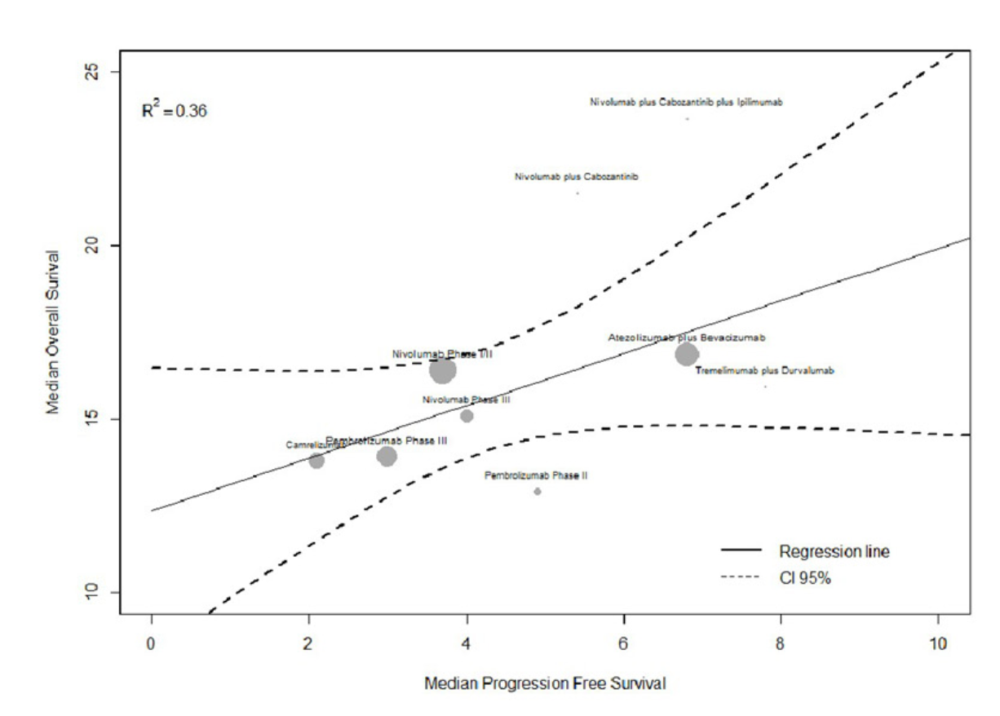 25
R2 = 0.36
Nivolumab plus Cabozantinib plus Ipilimumab
Nivolumab plus Cabozantinib
20
Median Overall Surival
Atezolizumab plus Bevacizumab
Nivolumab Phase I/II
Tremelimumab plus Durvalumab
Nivolumab Phase III
15
Camrelizumab
Pembrolizumab Phase III
Pembrolizumab Phase II
Regression line
CI 95%
10
0 2 4 6 8 10
Median Progression Free Survival